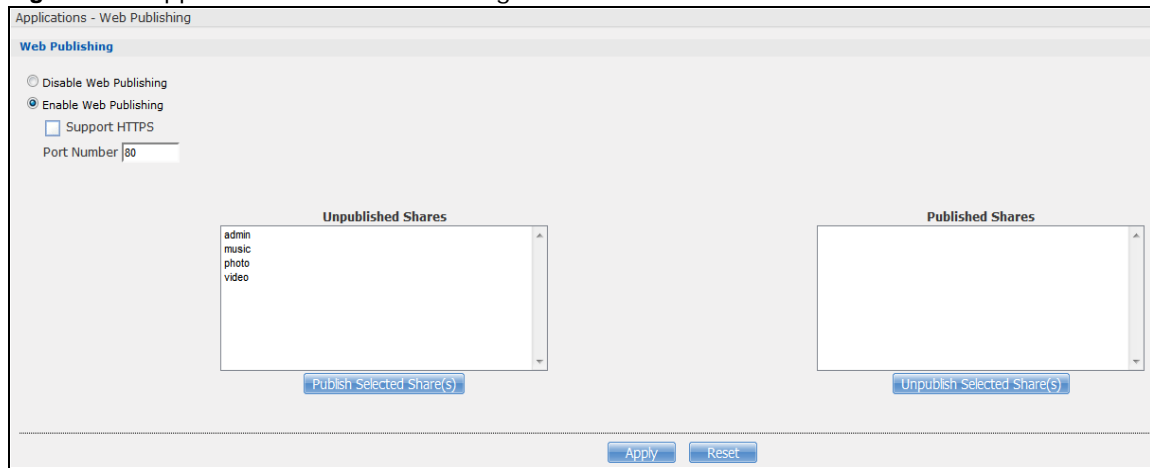 Applications - Web Publishing
Web Publishing
Disable Web Publishing
Enable Web Publishing
Support HTTPS
Port Number 80
Unpublished Shares
admin
music
photo
video
Publish Selected Share(s)
Published Shares
Unpublish Selected Share(s)
Apply
Reset